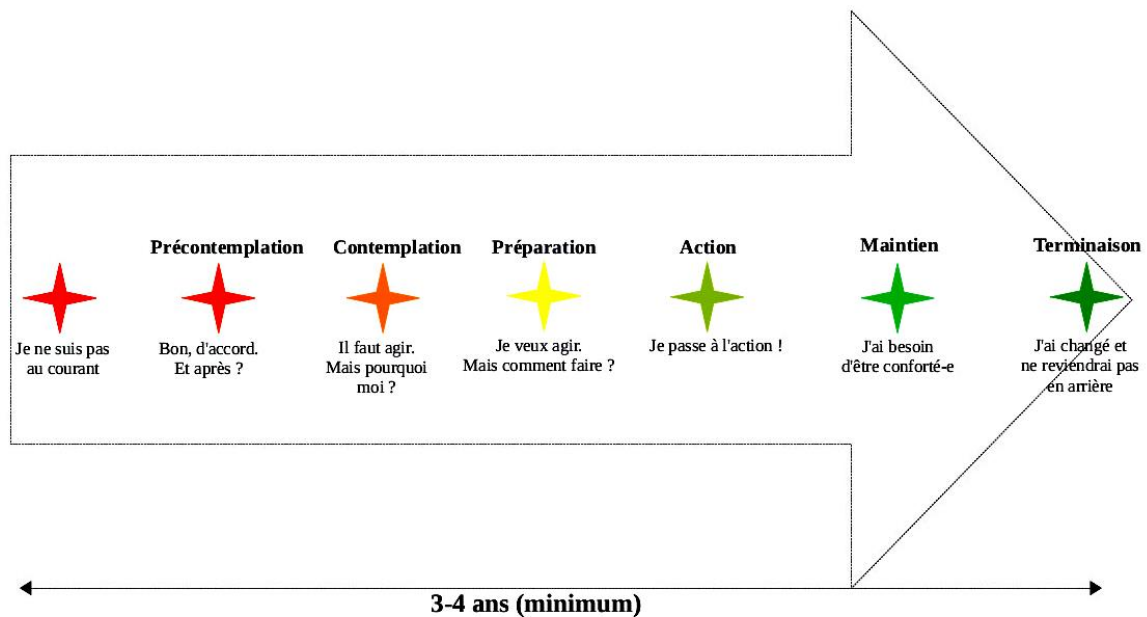 Précontemplation
Contemplation
Préparation
Action
Maintien
Terminaison
Je ne suis pas
au courant
Bon, d'accord.
Et après ?
Il faut agir.
Mais pourquoi
moi ?
Je veux agir.
Mais comment faire ?
Je passe à l'action !
J'ai besoin
d'être conforté-e
J'ai changé et
ne reviendrai pas
en arrière
3-4 ans (minimum)